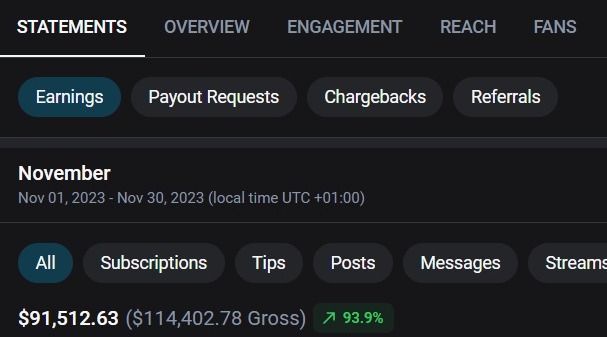 STATEMENTS OVERVIEW ENGAGEMENT REACH FANS
Earnings Payout Requests Chargebacks Referrals
November
Nov 01, 2023 - Nov 30, 2023 (local time UTC +01:00)
All Subscriptions Tips Posts Messages Streams
$91,512.63 ($114,402.78 Gross) 93.9%